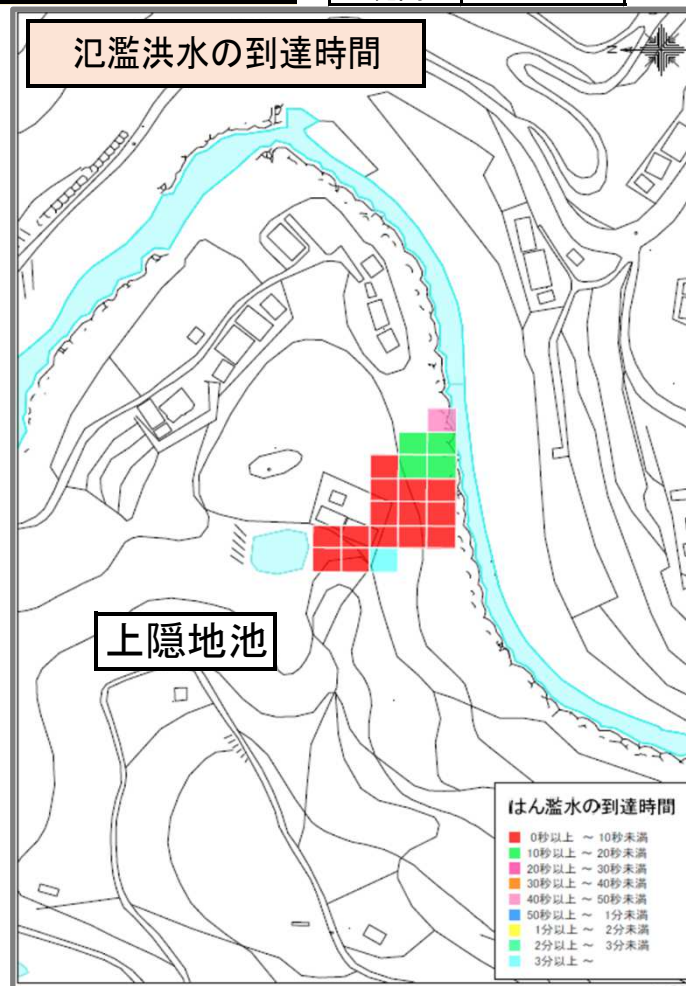 氾濫洪水の到達時間
N
上隠地池
はん濫水の到達時間
0秒以上 ～ 10秒未満
10秒以上 ～ 20秒未満
20秒以上 ～ 30秒未満
30秒以上 ～ 40秒未満
40秒以上 ～ 50秒未満
50秒以上 ～ 1分未満
1分以上 ～ 2分未満
2分以上 ～ 3分未満
3分以上 ～